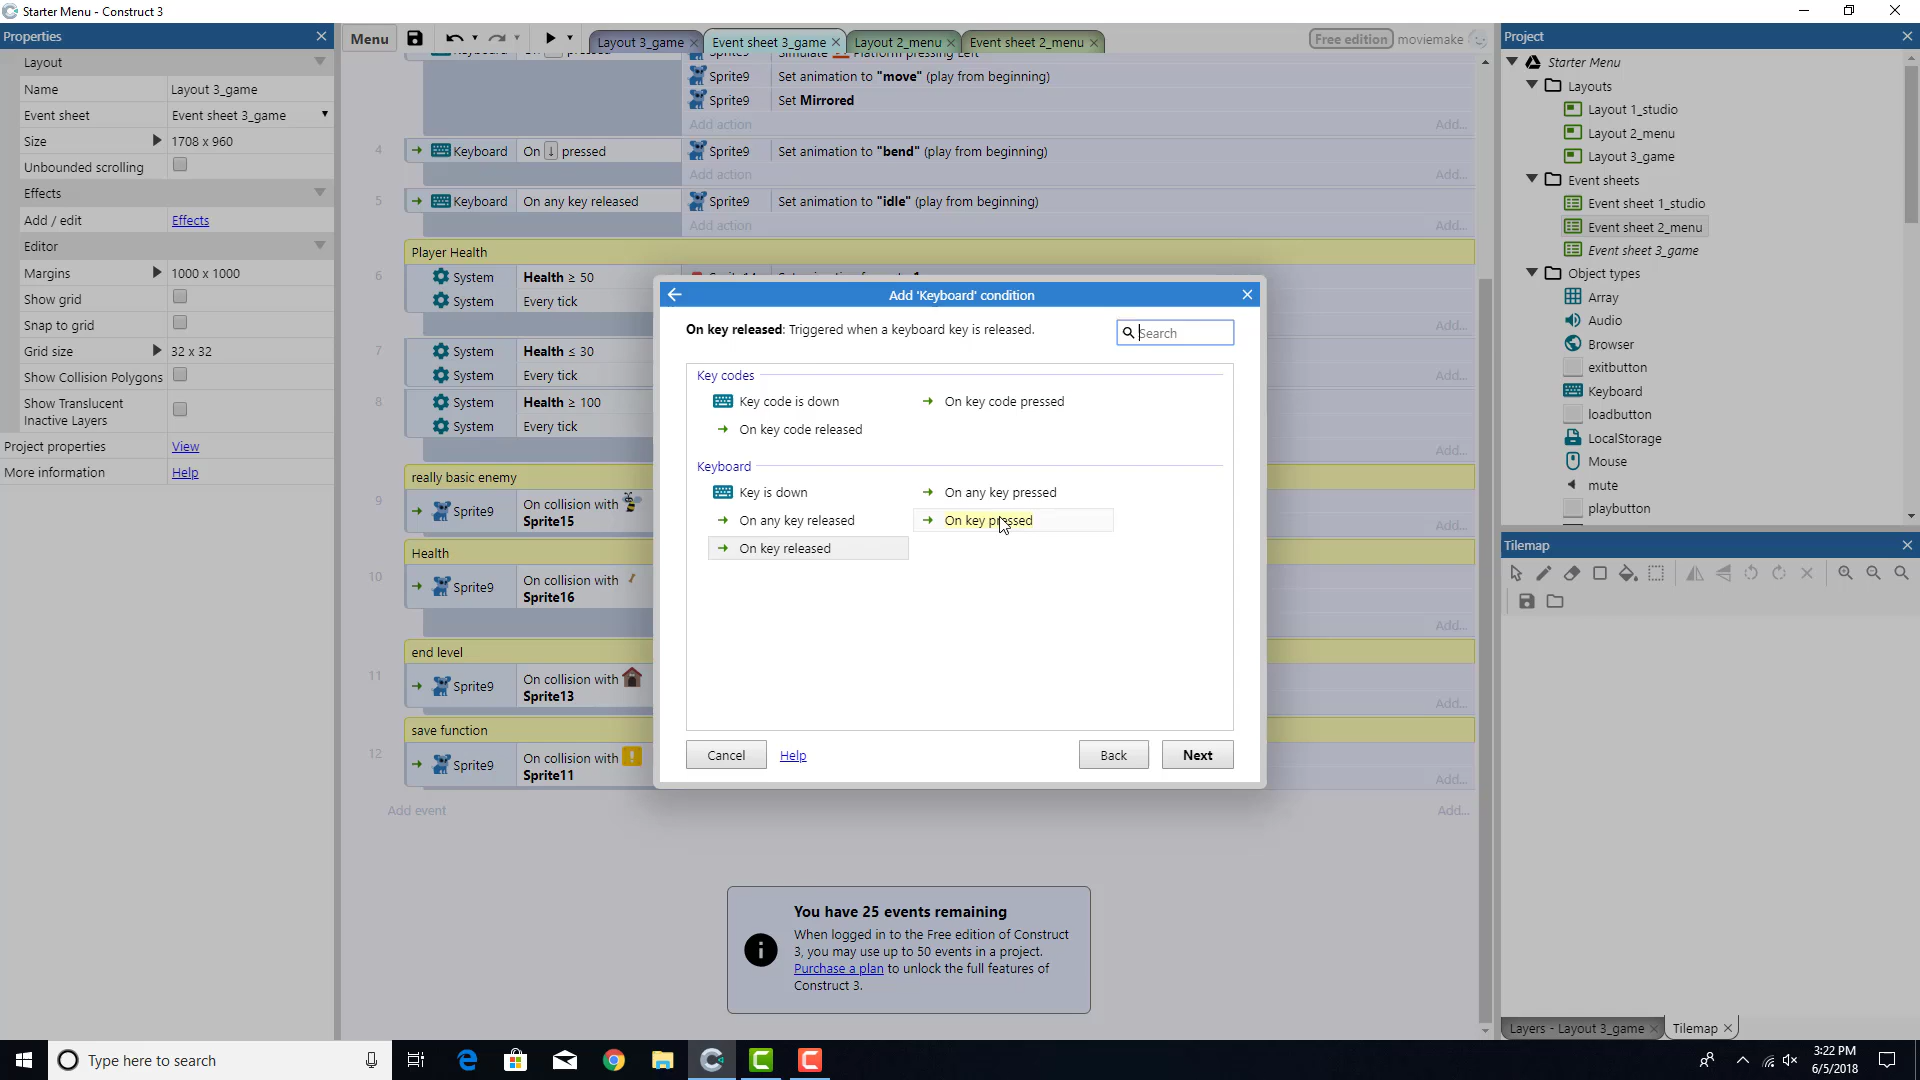 Starter Menu - Construct 3
Properties
Layout
Name Layout 3_game
Event sheet Event sheet 3_game
Size 1708 x 960
Unbounded scrolling
Effects
Add / edit Effects
Editor
Margins 1000 x 1000
Show grid
Snap to grid
Grid size 32 x 32
Show Collision Polygons
Show Translucent
Inactive Layers
Project properties View
More information Help
Menu
Layout 3_game
Event sheet 3_game
Layout 2_menu
Event sheet 2_menu
Free edition moviemake
pressed
Simulate Platform pressing Left
Sprite9 Set animation to "move" (play from beginning)
Sprite9 Set Mirrored
Add action Add...
4 Keyboard On ↓ pressed Sprite9 Set animation to "bend" (play from beginning)
Add action Add...
5 Keyboard On any key released Sprite9 Set animation to "idle" (play from beginning)
Add action Add...
Player Health
6 System Health ≥ 50
System Every tick
Add...
7 System Health ≤ 30
System Every tick
8 System Health ≥ 100
System Every tick
Add...
really basic enemy
9 Sprite9 On collision with
Sprite15
Add...
Health
10 Sprite9 On collision with
Sprite16
Add...
end level
11 Sprite9 On collision with
Sprite13
Add...
save function
12 Sprite9 On collision with
Sprite11
Add...
Add event Add...
Add 'Keyboard' condition
On key released: Triggered when a keyboard key is released.
Search
Key codes
Key code is down On key code pressed
On key code released
Keyboard
Key is down On any key pressed
On any key released On key pressed
On key released
Cancel Help Back Next
You have 25 events remaining
When logged in to the Free edition of Construct
3, you may use up to 50 events in a project.
Purchase a plan to unlock the full features of
Construct 3.
Project
Starter Menu
Layouts
Layout 1_studio
Layout 2_menu
Layout 3_game
Event sheets
Event sheet 1_studio
Event sheet 2_menu
Event sheet 3_game
Object types
Array
Audio
Browser
exitbutton
Keyboard
loadbutton
LocalStorage
Mouse
mute
playbutton
Tilemap
Layers - Layout 3_game
Tilemap
Type here to search
3:22 PM
6/5/2018